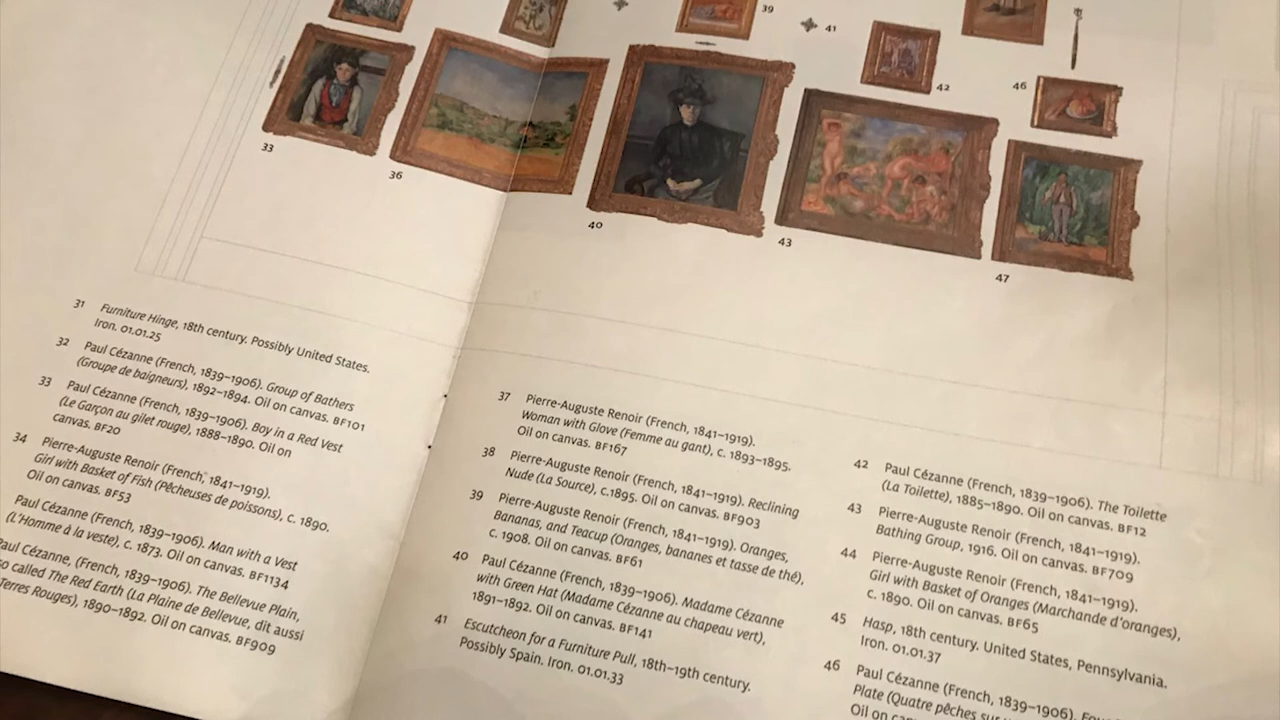 39
41
42
46
33
36
40
43
47
31 Furniture Hinge, 18th century. Possibly United States.
Iron. 01.01.25
32 Paul Cézanne (French, 1839–1906). Group of Bathers
(Groupe de baigneurs), 1892–1894. Oil on canvas. BF101
33 Paul Cézanne (French, 1839–1906). Boy in a Red Vest
(Le Garçon au gilet rouge), 1888–1890. Oil on
canvas. BF20
34 Pierre-Auguste Renoir (French, 1841–1919).
Girl with Basket of Fish (Pêcheuses de poissons), c. 1890.
Oil on canvas. BF53
Paul Cézanne (French, 1839–1906). Man with a Vest
(L'Homme à la veste), c. 1873. Oil on canvas. BF1134
Paul Cézanne, (French, 1839–1906). The Bellevue Plain,
so called The Red Earth (La Plaine de Bellevue, dit aussi
Terres Rouges), 1890–1892. Oil on canvas. BF909
37 Pierre-Auguste Renoir (French, 1841–1919).
Woman with Glove (Femme au gant), c. 1893–1895.
Oil on canvas. BF167
38 Pierre-Auguste Renoir (French, 1841–1919). Reclining
Nude (La Source), c.1895. Oil on canvas. BF903
39 Pierre-Auguste Renoir (French, 1841–1919). Oranges,
Bananas, and Teacup (Oranges, bananes et tasse de thé),
c. 1908. Oil on canvas. BF61
40 Paul Cézanne (French, 1839–1906). Madame Cézanne
with Green Hat (Madame Cézanne au chapeau vert),
1891–1892. Oil on canvas. BF141
41 Escutcheon for a Furniture Pull, 18th–19th century.
Possibly Spain. Iron. 01.01.33
42 Paul Cézanne (French, 1839–1906). The Toilette
(La Toilette), 1885–1890. Oil on canvas. BF12
43 Pierre-Auguste Renoir (French, 1841–1919).
Bathing Group, 1916. Oil on canvas. BF709
44 Pierre-Auguste Renoir (French, 1841–1919).
Girl with Basket of Oranges (Marchande d'oranges),
c. 1890. Oil on canvas. BF65
45 Hasp, 18th century. United States, Pennsylvania.
Iron. 01.01.37
46 Paul Cézanne (French, 1839–1906).
Plate (Quatre pêches sur
Oil on